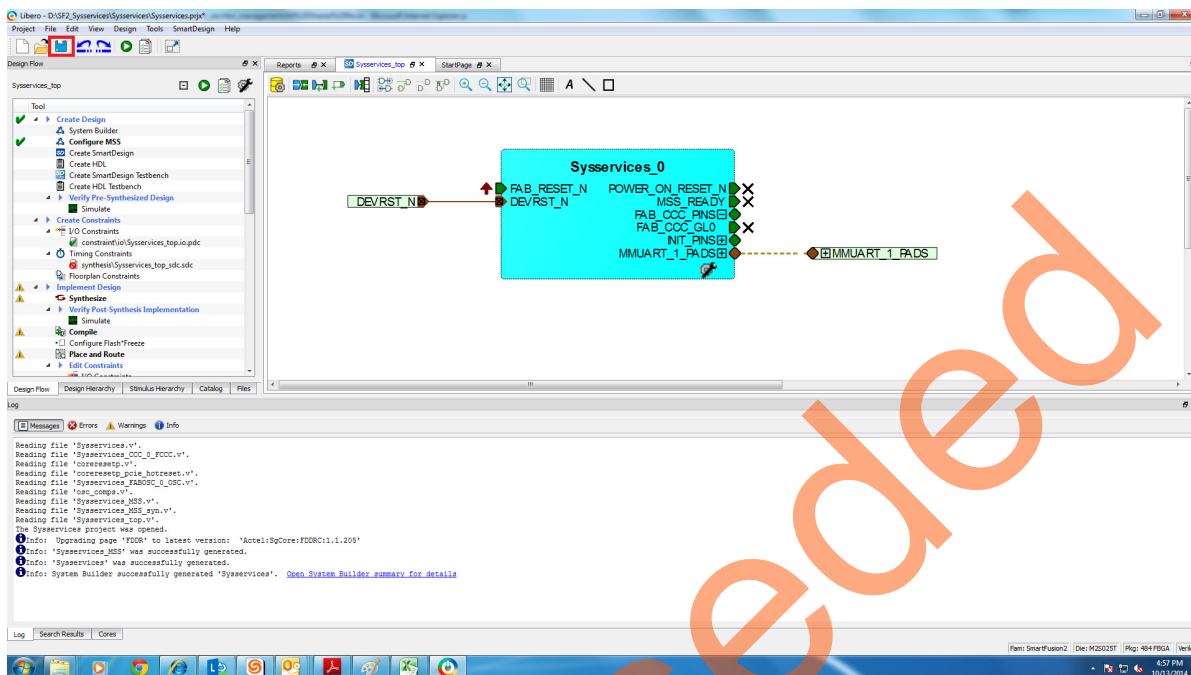 Libero - D:\SF2_Sysservices\Sysservices\Sysservices.prjx*
Project File Edit View Design Tools SmartDesign Help
Design Flow
Reports
Sysservices_top
StartPage
Sysservices_top
Tool
Create Design
System Builder
Configure MSS
Create SmartDesign
Create HDL
Create SmartDesign Testbench
Create HDL Testbench
Verify Pre-Synthesized Design
Simulate
Create Constraints
I/O Constraints
constraint\io\Sysservices_top.io.pdc
Timing Constraints
synthesis\Sysservices_top_sdc.sdc
Floorplan Constraints
Implement Design
Synthesize
Verify Post-Synthesis Implementation
Simulate
Compile
Configure Flash*Freeze
Place and Route
Edit Constraints
I/O Constraints
Design Flow Design Hierarchy Stimulus Hierarchy Catalog Files
Sysservices_0
FAB_RESET_N POWER_ON_RESET_N
DEVRST_N DEVRST_N MSS_READY
FAB_CCC_PINS
FAB_CCC_GL0
INIT_PINS
MMUART_1_PADS MMUART_1_PADS
Log
Messages Errors Warnings Info
Reading file 'Sysservices.v'.
Reading file 'Sysservices_CCC_0_FCCC.v'.
Reading file 'coreresetp.v'.
Reading file 'coreresetp_pcie_hotreset.v'.
Reading file 'Sysservices_FABOSC_0_OSC.v'.
Reading file 'osc_comps.v'.
Reading file 'Sysservices_MSS.v'.
Reading file 'Sysservices_MSS_syn.v'.
Reading file 'Sysservices_top.v'.
The Sysservices project was opened.
Info: Upgrading page 'FDDR' to latest version: 'Actel:SgCore:FDDRC:1.1.205'
Info: 'Sysservices_MSS' was successfully generated.
Info: 'Sysservices' was successfully generated.
Info: System Builder successfully generated 'Sysservices'. Open System Builder summary for details
Log Search Results Cores
Fam: SmartFusion2 Die: M2S025T Pkg: 484 FBGA Veril
4:57 PM
10/13/2014
eded